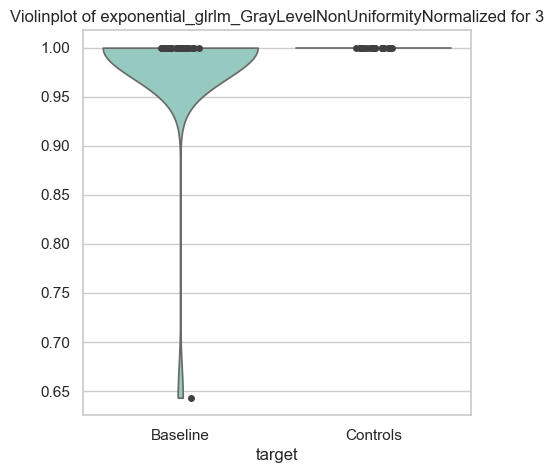 Violinplot of exponential_glrlm_GrayLevelNonUniformityNormalized for 3
1.00
0.95
0.90
0.85
0.80
0.75
0.70
0.65
Baseline Controls
target